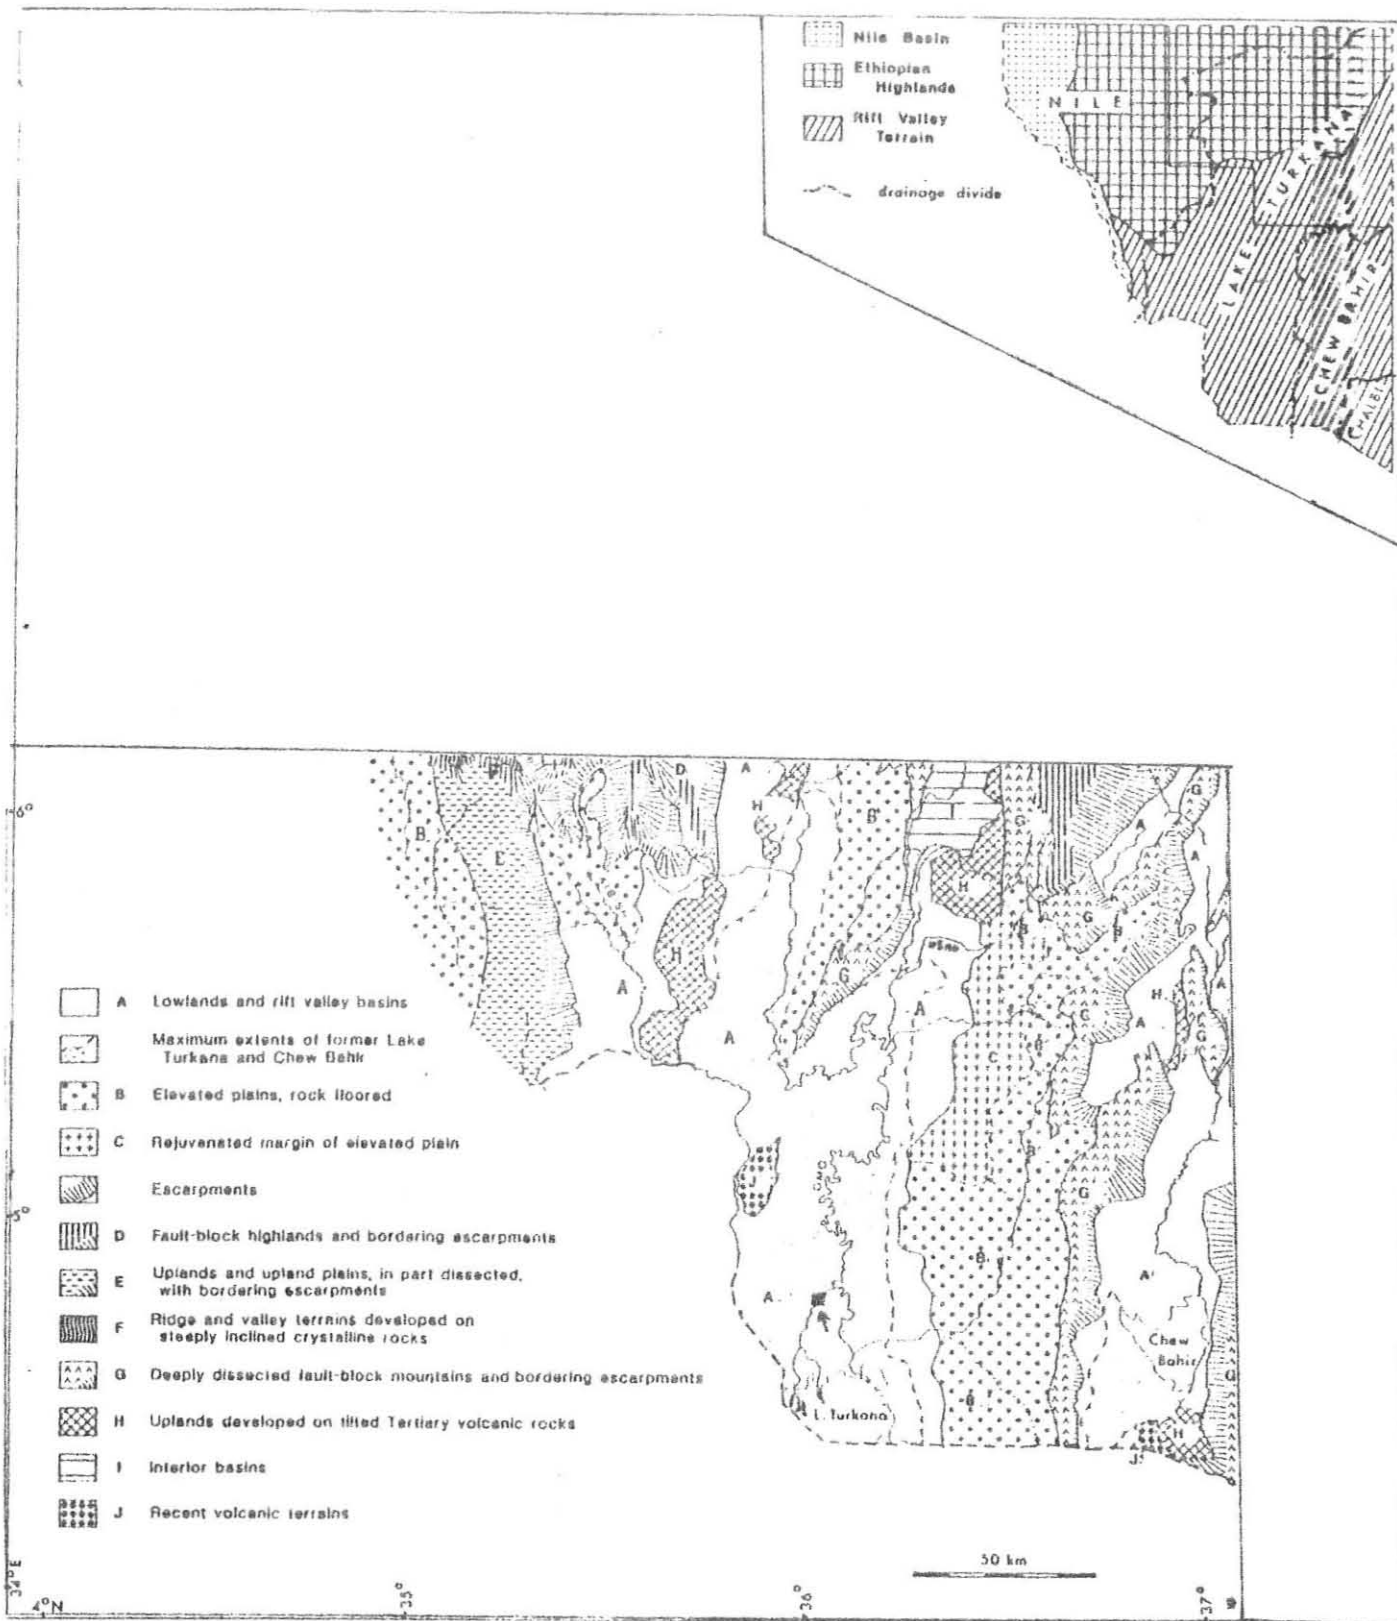 Nile Basin
Ethiopian
Highlands
Rift Valley
Terrain
drainage divide
NILE
LAKE TURKANA
CHEW BAHIR
CHALBI
6°
5°
A Lowlands and rift valley basins
Maximum extents of former Lake
Turkana and Chew Bahir
B Elevated plains, rock floored
C Rejuvenated margin of elevated plain
Escarpments
D Fault-block highlands and bordering escarpments
E Uplands and upland plains, in part dissected,
with bordering escarpments
F Ridge and valley terrains developed on
steeply inclined crystalline rocks
G Deeply dissected fault-block mountains and bordering escarpments
H Uplands developed on tilted Tertiary volcanic rocks
I Interior basins
J Recent volcanic terrains
F
D
A
B
E
H
B
G
G
A
A
H
B
G
B
H
A
G
USNO
A
A
A
C
B
G
A
H
G
A
J
OMO
B
G
B
A
A
Chew
Bahir
G
L. Turkana
B
H
J
50 km
34°E
4°N
35°
36°
37°